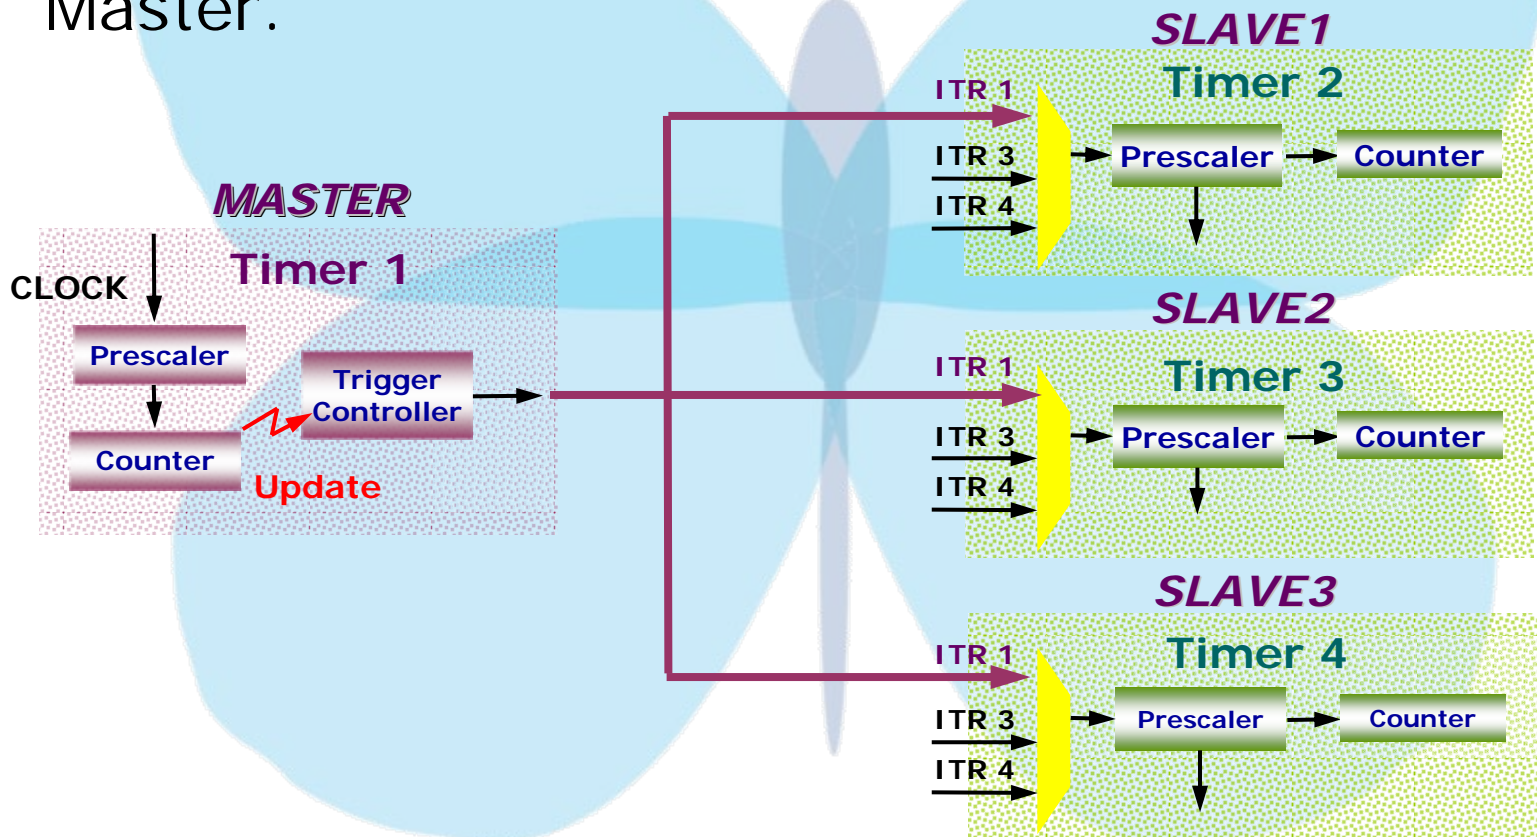 Master.
MASTER
Timer 1
CLOCK
Prescaler
Counter
Update
Trigger
Controller
SLAVE1
Timer 2
ITR 1
ITR 3
ITR 4
Prescaler
Counter
SLAVE2
Timer 3
ITR 1
ITR 3
ITR 4
Prescaler
Counter
SLAVE3
Timer 4
ITR 1
ITR 3
ITR 4
Prescaler
Counter